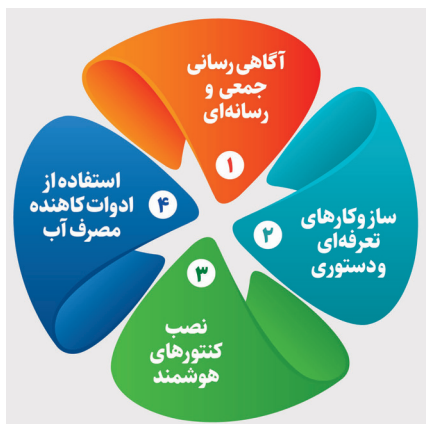 آگاهی رسانی
جمعی و
رسانه‌ای
۱
سازوکارهای
تعرفه‌ای
ودستوری
۲
۳
نصب
کنتورهای
هوشمند
استفاده از
ادوات کاهنده
مصرف آب
۴